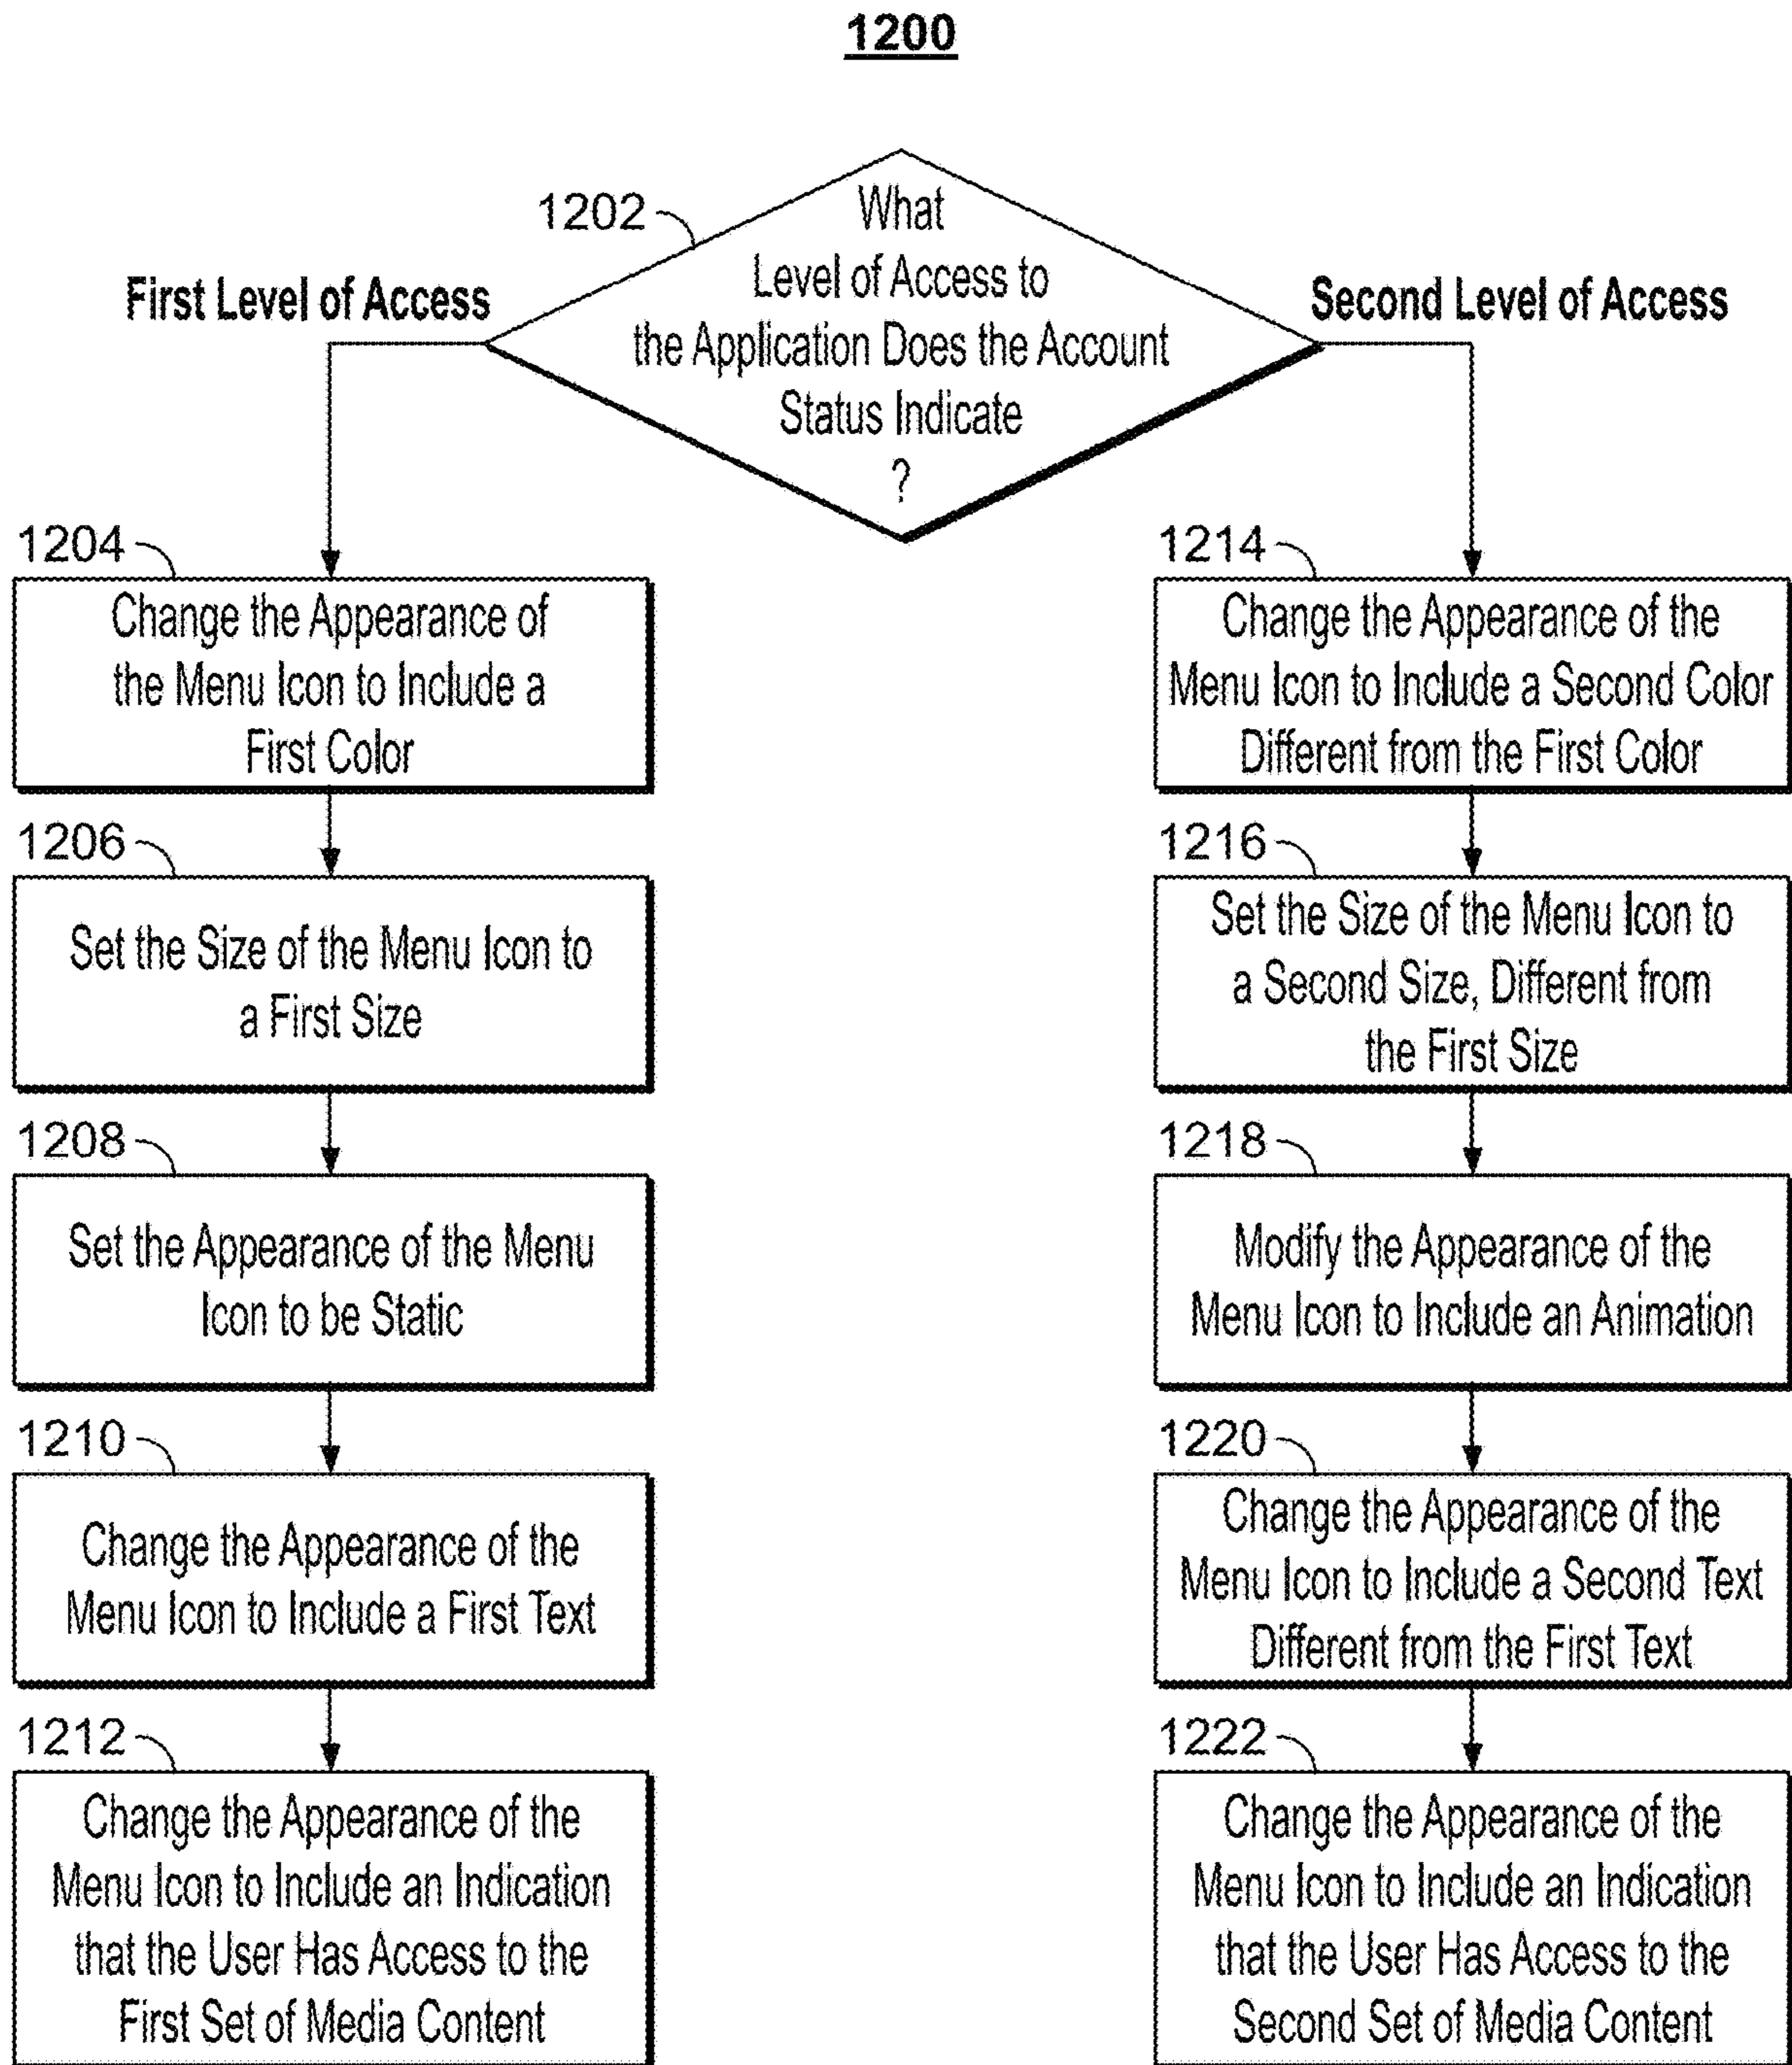 1200
1202
What
Level of Access to
the Application Does the Account
Status Indicate
?
First Level of Access
Second Level of Access
1204
Change the Appearance of
the Menu Icon to Include a
First Color
1206
Set the Size of the Menu Icon to
a First Size
1208
Set the Appearance of the Menu
Icon to be Static
1210
Change the Appearance of the
Menu Icon to Include a First Text
1212
Change the Appearance of the
Menu Icon to Include an Indication
that the User Has Access to the
First Set of Media Content
1214
Change the Appearance of the
Menu Icon to Include a Second Color
Different from the First Color
1216
Set the Size of the Menu Icon to
a Second Size, Different from
the First Size
1218
Modify the Appearance of the
Menu Icon to Include an Animation
1220
Change the Appearance of the
Menu Icon to Include a Second Text
Different from the First Text
1222
Change the Appearance of the
Menu Icon to Include an Indication
that the User Has Access to the
Second Set of Media Content